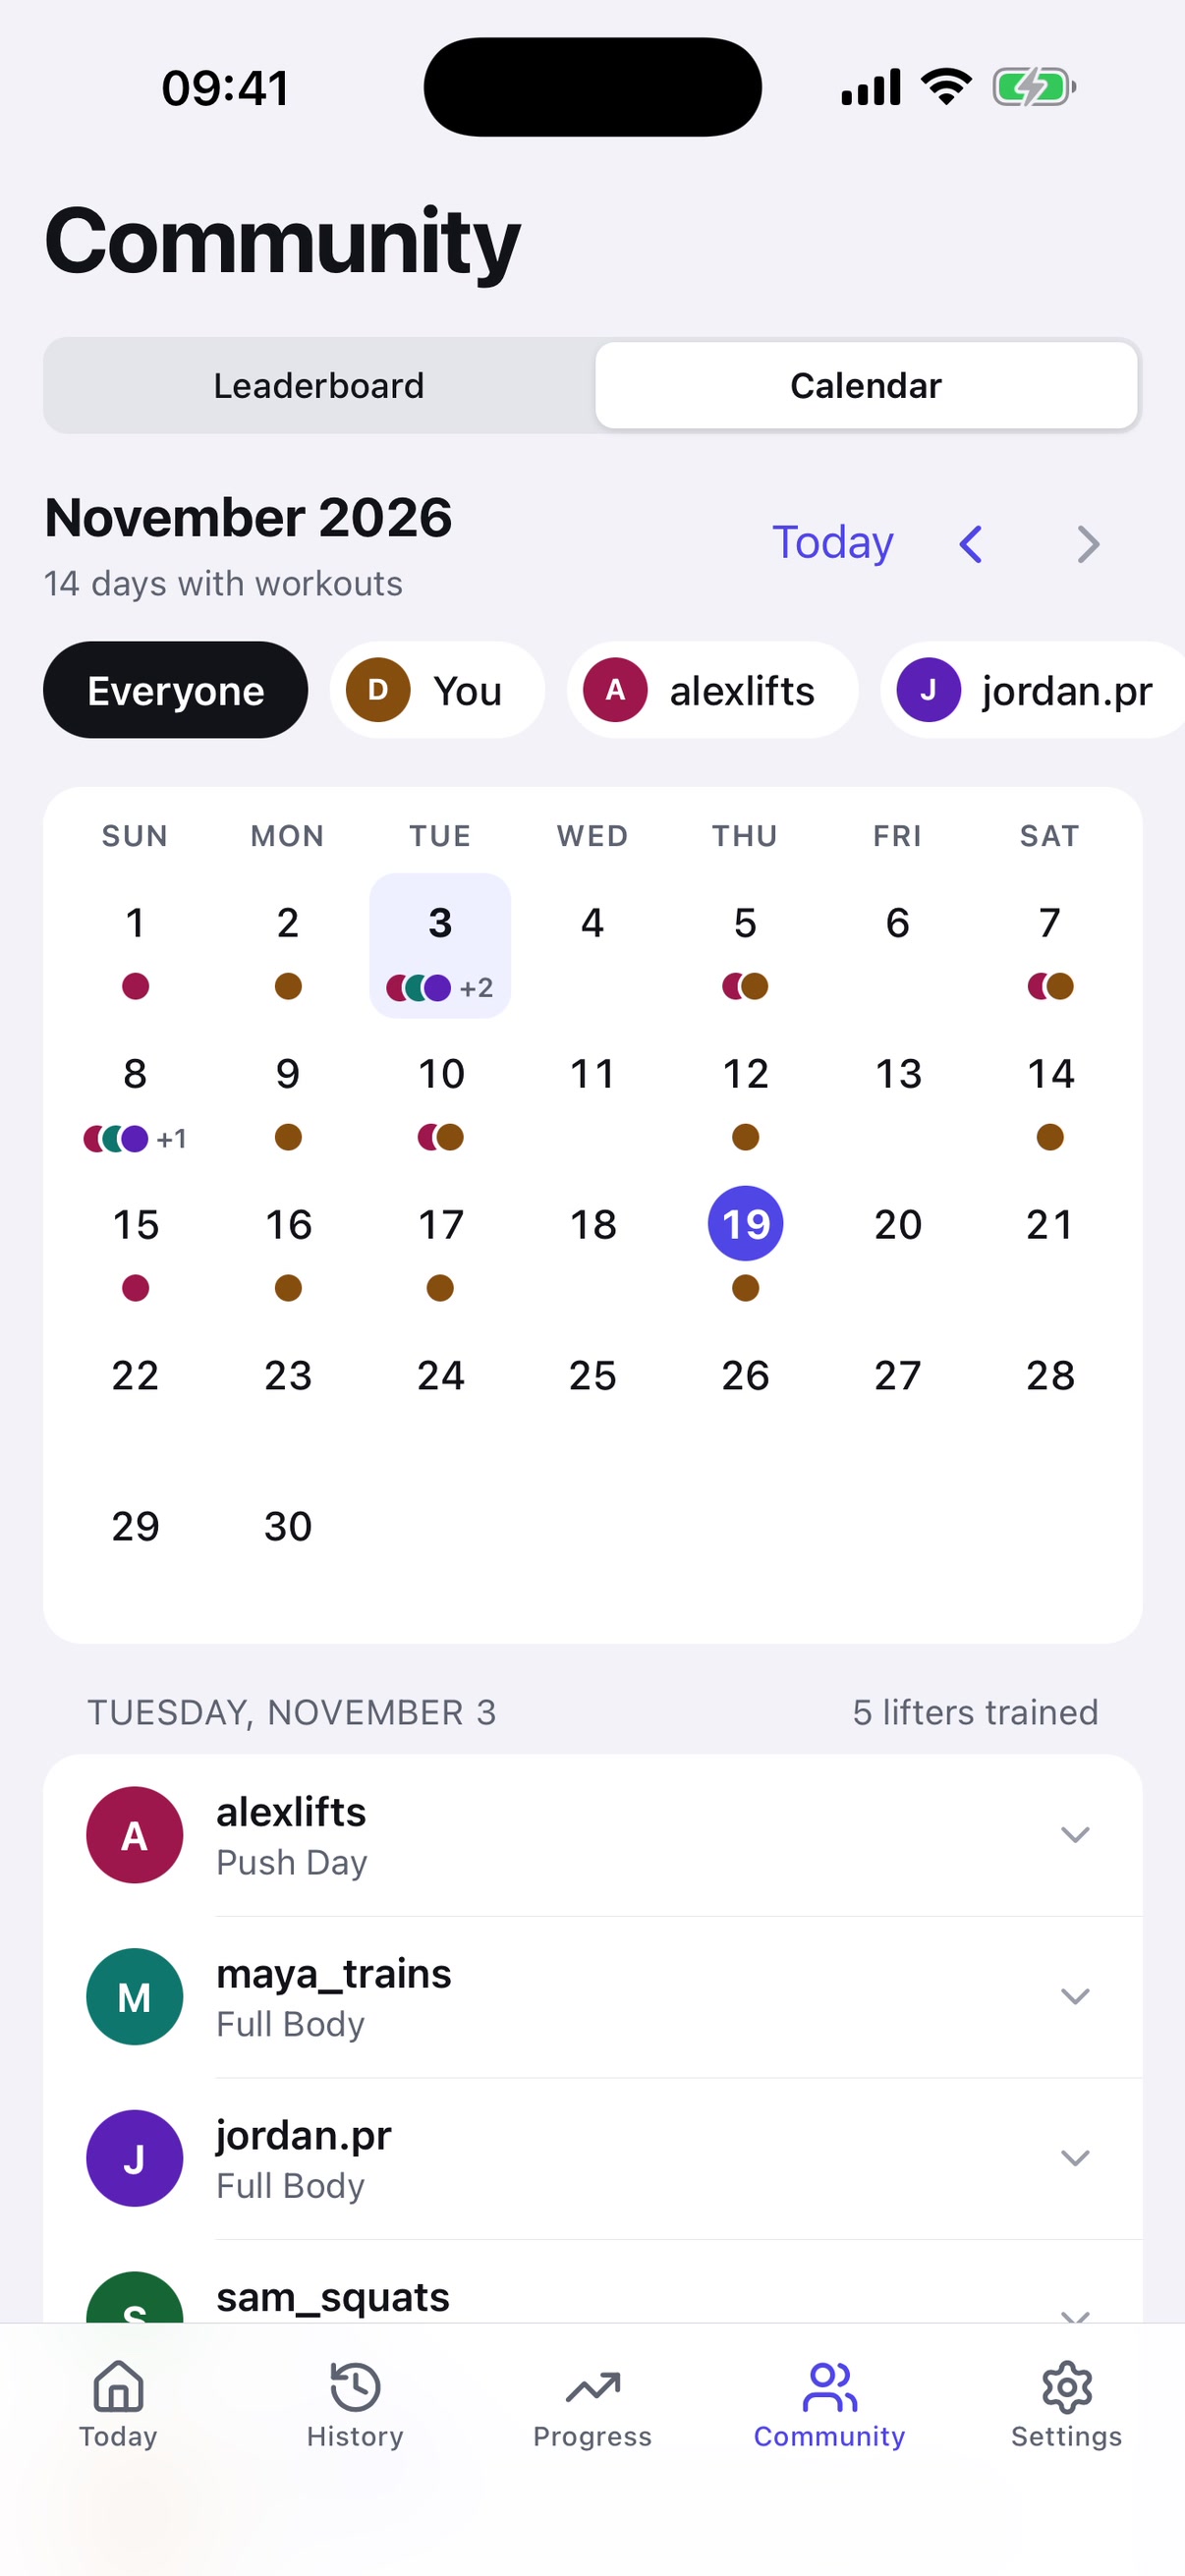 09:41
Community
Leaderboard Calendar
November 2026
14 days with workouts
Today
Everyone D You A alexlifts J jordan.pr
SUN MON TUE WED THU FRI SAT
1 2 3 4 5 6 7
+2
8 9 10 11 12 13 14
+1
15 16 17 18 19 20 21
22 23 24 25 26 27 28
29 30
TUESDAY, NOVEMBER 3 5 lifters trained
A alexlifts
Push Day
M maya_trains
Full Body
J jordan.pr
Full Body
S sam_squats
Today History Progress Community Settings